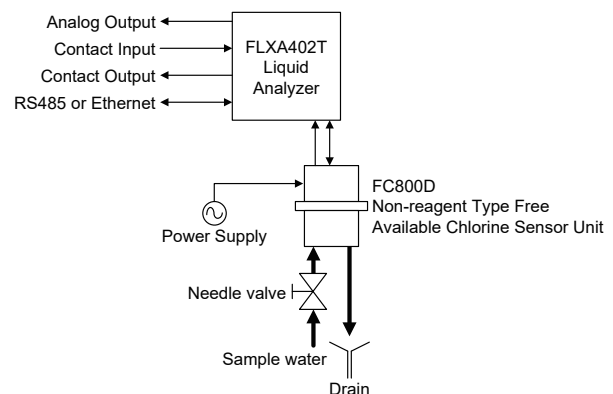 Analog Output
Contact Input
Contact Output
RS485 or Ethernet
FLXA402T
Liquid
Analyzer
FC800D
Non-reagent Type Free
Available Chlorine Sensor Unit
Power Supply
Needle valve
Sample water
Drain